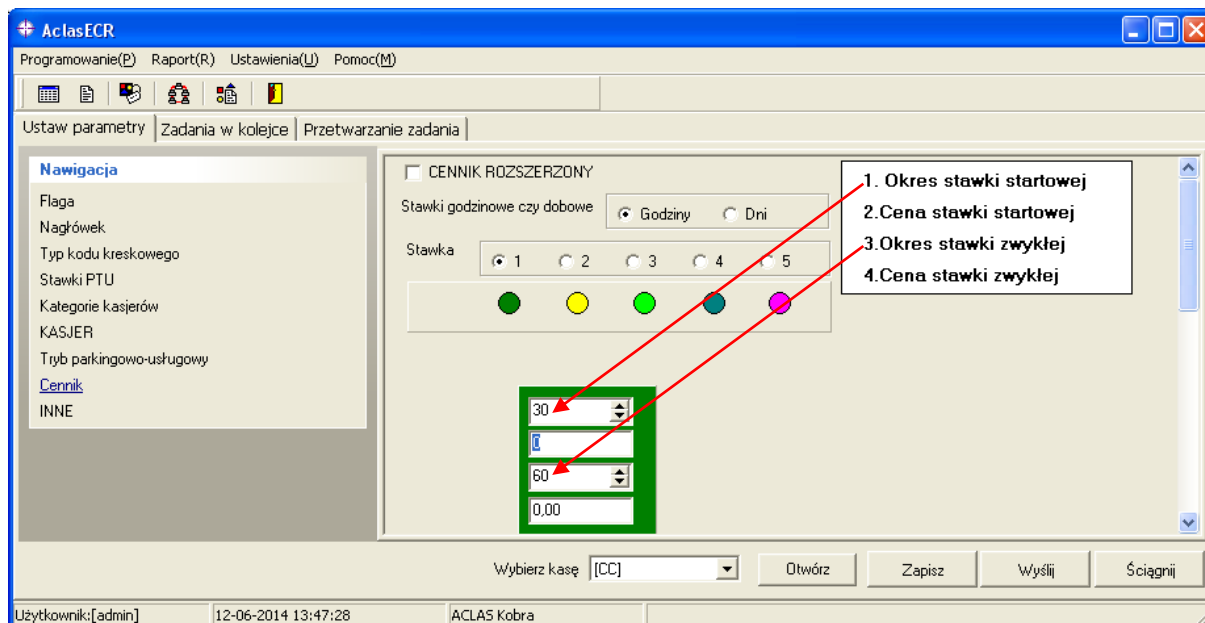 AclasECR
Programowanie(P) Raport(R) Ustawienia(U) Pomoc(M)
Ustaw parametry Zadania w kolejce Przetwarzanie zadania
Nawigacja
Flaga
Nagłówek
Typ kodu kreskowego
Stawki PTU
Kategorie kasjerów
KASJER
Tryb parkingowo-usługowy
Cennik
INNE
CENNIK ROZSZERZONY
Stawki godzinowe czy dobowe Godziny Dni
Stawka 1 2 3 4 5
1. Okres stawki startowej
2.Cena stawki startowej
3.Okres stawki zwykłej
4.Cena stawki zwykłej
30
0
60
0,00
Wybierz kasę [CC] Otwórz Zapisz Wyślij Ściągnij
Użytkownik:[admin] 12-06-2014 13:47:28 ACLAS Kobra